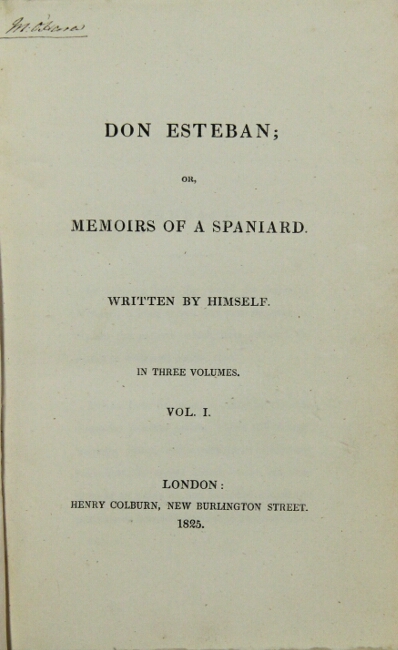 DON ESTEBAN;
OR,
MEMOIRS OF A SPANIARD.
WRITTEN BY HIMSELF.
IN THREE VOLUMES.
VOL. I.
LONDON:
HENRY COLBURN, NEW BURLINGTON STREET.
1825.